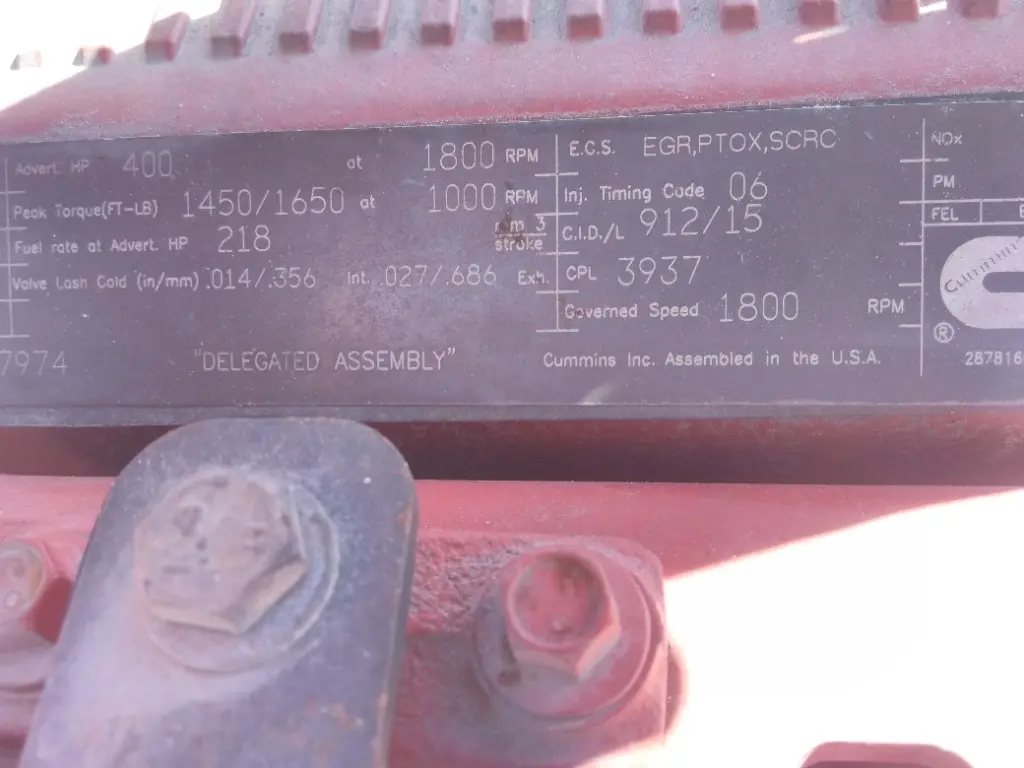 Advert. HP 400 at 1800 RPM
Peak Torque(FT-LB) 1450/1650 at 1000 RPM
Fuel rate at Advert. HP 218 mm 3 stroke
Valve Lash Cold (in/mm) .014/.356 Int. .027/.686 Exh.
7974 "DELEGATED ASSEMBLY"
E.C.S. EGR,PTOX,SCRC
Inj. Timing Code 06
C.I.D./L 912/15
CPL 3937
Governed Speed 1800 RPM
Cummins Inc. Assembled in the U.S.A.
NOx
PM
FEL
Cummins
®
287816